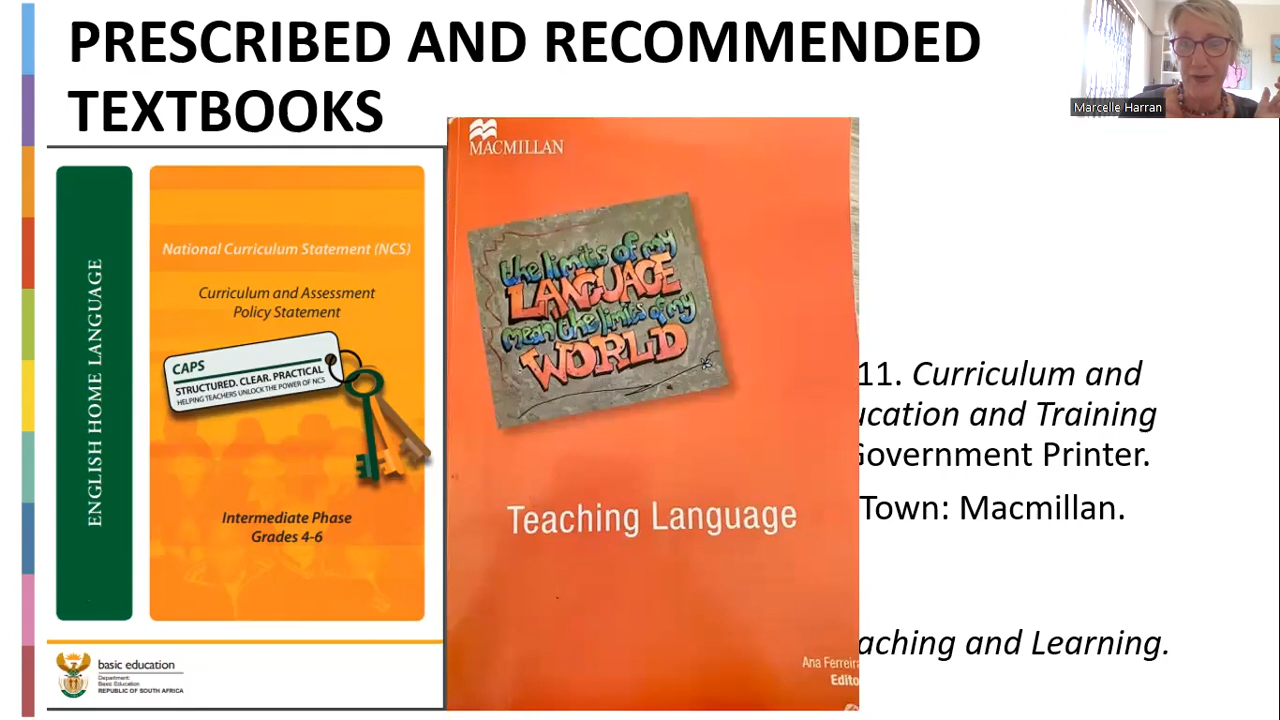 PRESCRIBED AND RECOMMENDED
TEXTBOOKS
Marcelle Harran
ENGLISH HOME LANGUAGE
National Curriculum Statement (NCS)
Curriculum and Assessment
Policy Statement
CAPS
STRUCTURED. CLEAR. PRACTICAL
HELPING TEACHERS UNLOCK THE POWER OF NCS
Intermediate Phase
Grades 4-6
basic education
Department:
Basic Education
REPUBLIC OF SOUTH AFRICA
MACMILLAN
the limits of my
LANGUAGE
mean the limits of my
WORLD
Teaching Language
Ana Ferreira
Edito
11. Curriculum and
ucation and Training
Government Printer.
Town: Macmillan.
aching and Learning.